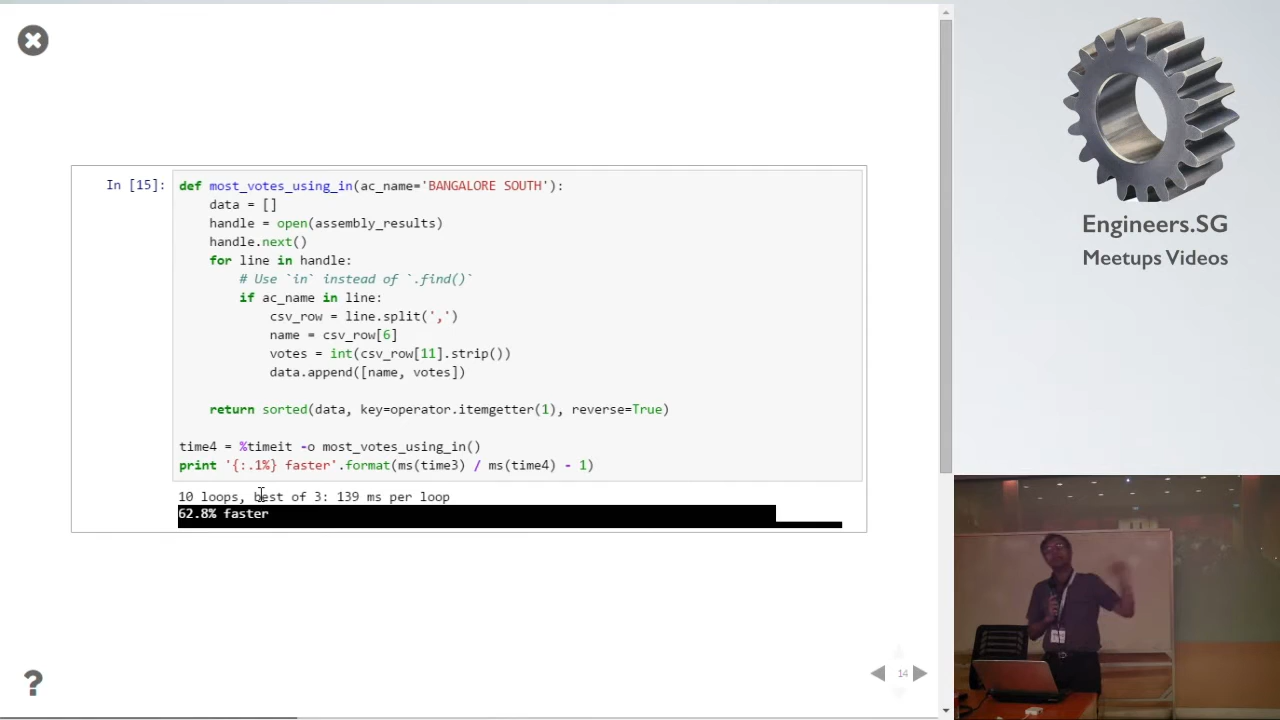 In [15]:
def most_votes_using_in(ac_name='BANGALORE SOUTH'):
data = []
handle = open(assembly_results)
handle.next()
for line in handle:
# Use `in` instead of `.find()`
if ac_name in line:
csv_row = line.split(',')
name = csv_row[6]
votes = int(csv_row[11].strip())
data.append([name, votes])
return sorted(data, key=operator.itemgetter(1), reverse=True)
time4 = %timeit -o most_votes_using_in()
print '{:.1%} faster'.format(ms(time3) / ms(time4) - 1)
10 loops, best of 3: 139 ms per loop
62.8% faster
?
14
Engineers.SG
Meetups Videos